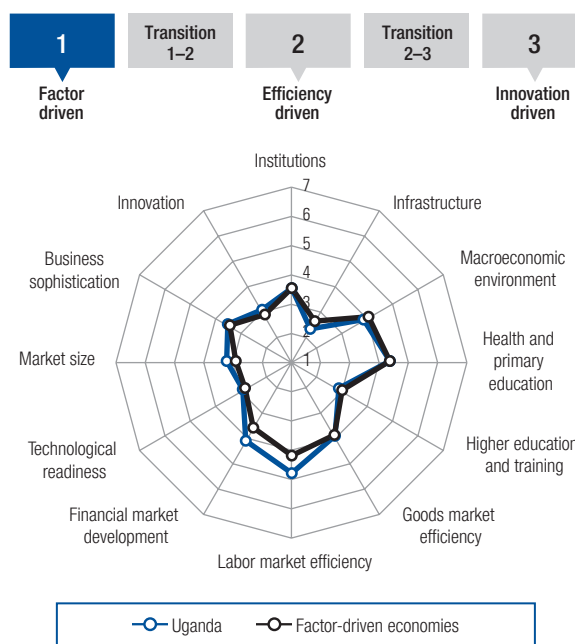 1
Transition
1–2
2
Transition
2–3
3
Factor
driven
Efficiency
driven
Innovation
driven
Institutions
7
6
5
4
3
2
1
Infrastructure
Macroeconomic
environment
Health and
primary
education
Higher education
and training
Goods market
efficiency
Labor market efficiency
Financial market
development
Technological
readiness
Market size
Business
sophistication
Innovation
Uganda
Factor-driven economies